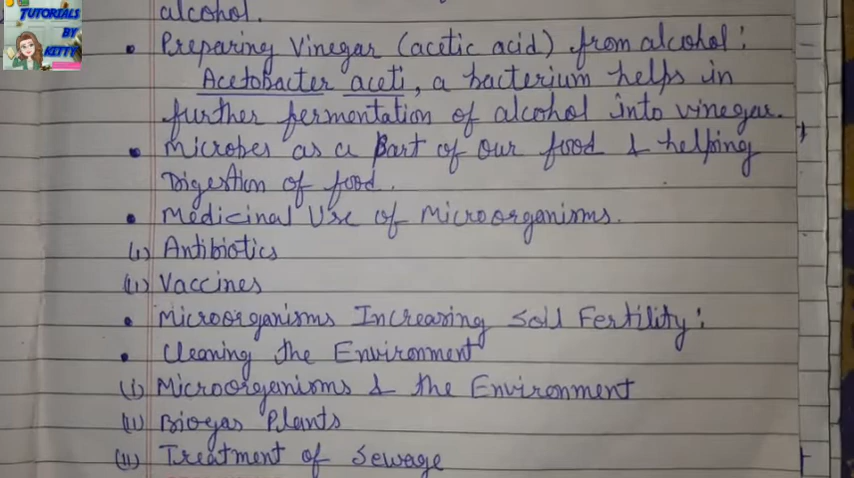 TUTORIALS
BY
KITTY
alcohol.
• Preparing Vinegar (acetic acid) from alcohol:
Acetobacter aceti, a bacterium helps in
further fermentation of alcohol into vinegar.
• Microbes as a Part of Our food & helping
Digestion of food.
• Medicinal Use of Microorganisms.
(i) Antibiotics
(ii) Vaccines
• Microorganisms Increasing Soil Fertility:
• Cleaning the Environment
(i) Microorganisms & the Environment
(ii) Biogas Plants
(iii) Treatment of Sewage